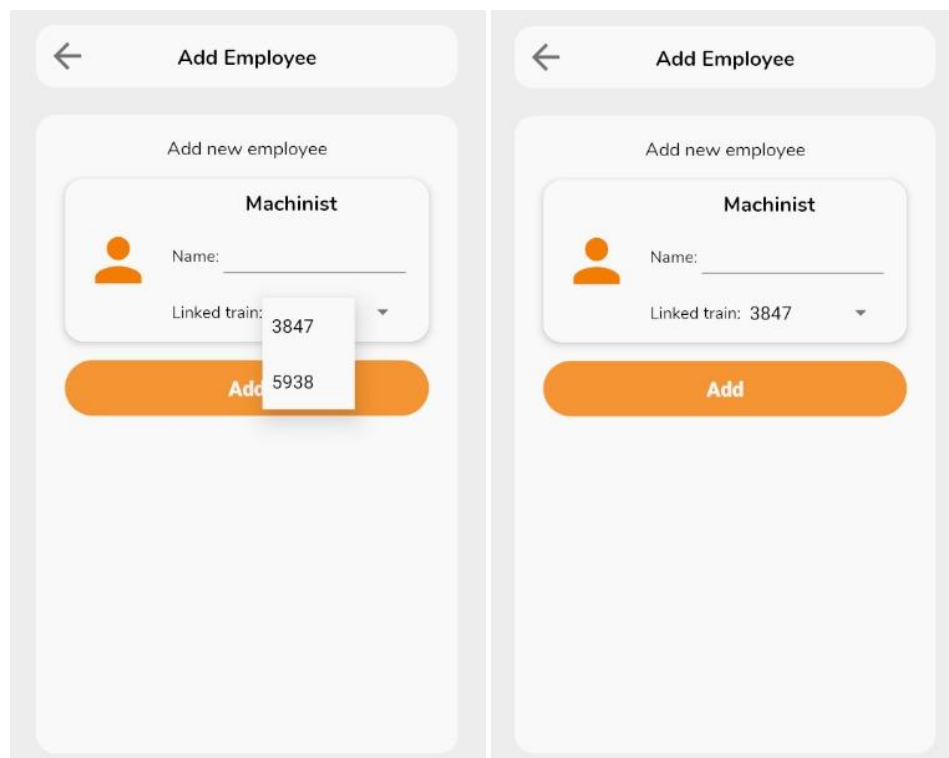 Add Employee
Add new employee
Machinist
Name:
Linked train:
3847
5938
Add
Add Employee
Add new employee
Machinist
Name:
Linked train: 3847
Add